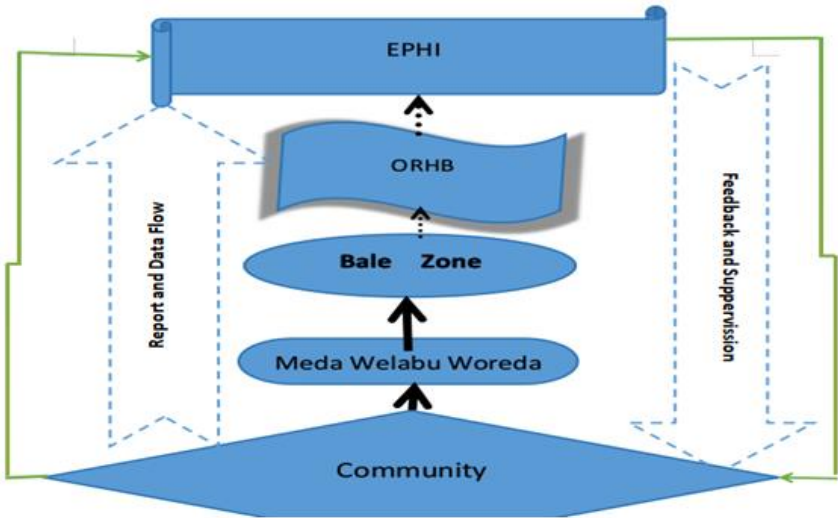 EPHI
ORHB
Bale Zone
Meda Welabu Woreda
Community
Report and Data Flow
Feedback and Suppervission